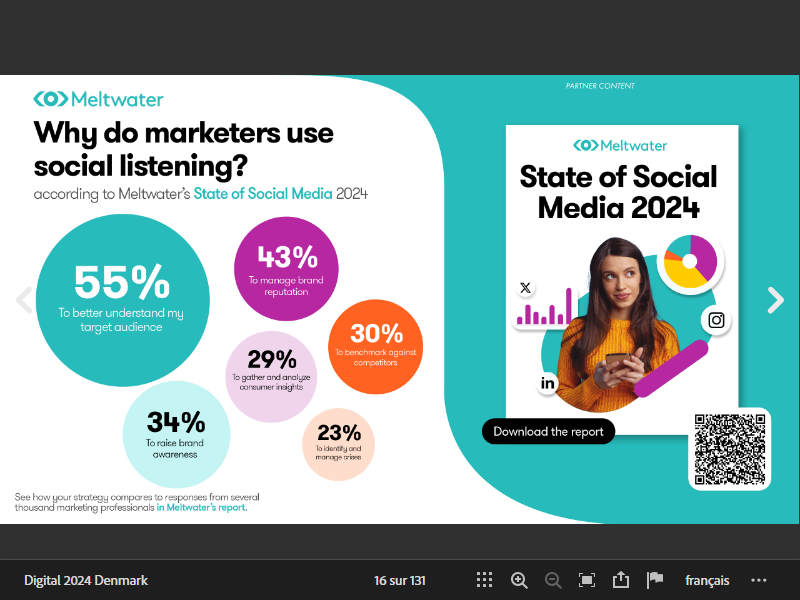 PARTNER CONTENT
Meltwater
Why do marketers use
social listening?
according to Meltwater's State of Social Media 2024
55%
To better understand my
target audience
43%
To manage brand
reputation
30%
To benchmark against
competitors
29%
To gather and analyze
consumer insights
34%
To raise brand
awareness
23%
To identify and
manage crises
See how your strategy compares to responses from several
thousand marketing professionals in Meltwater's report.
Meltwater
State of Social
Media 2024
X
in
Download the report
Digital 2024 Denmark
16 sur 131
français